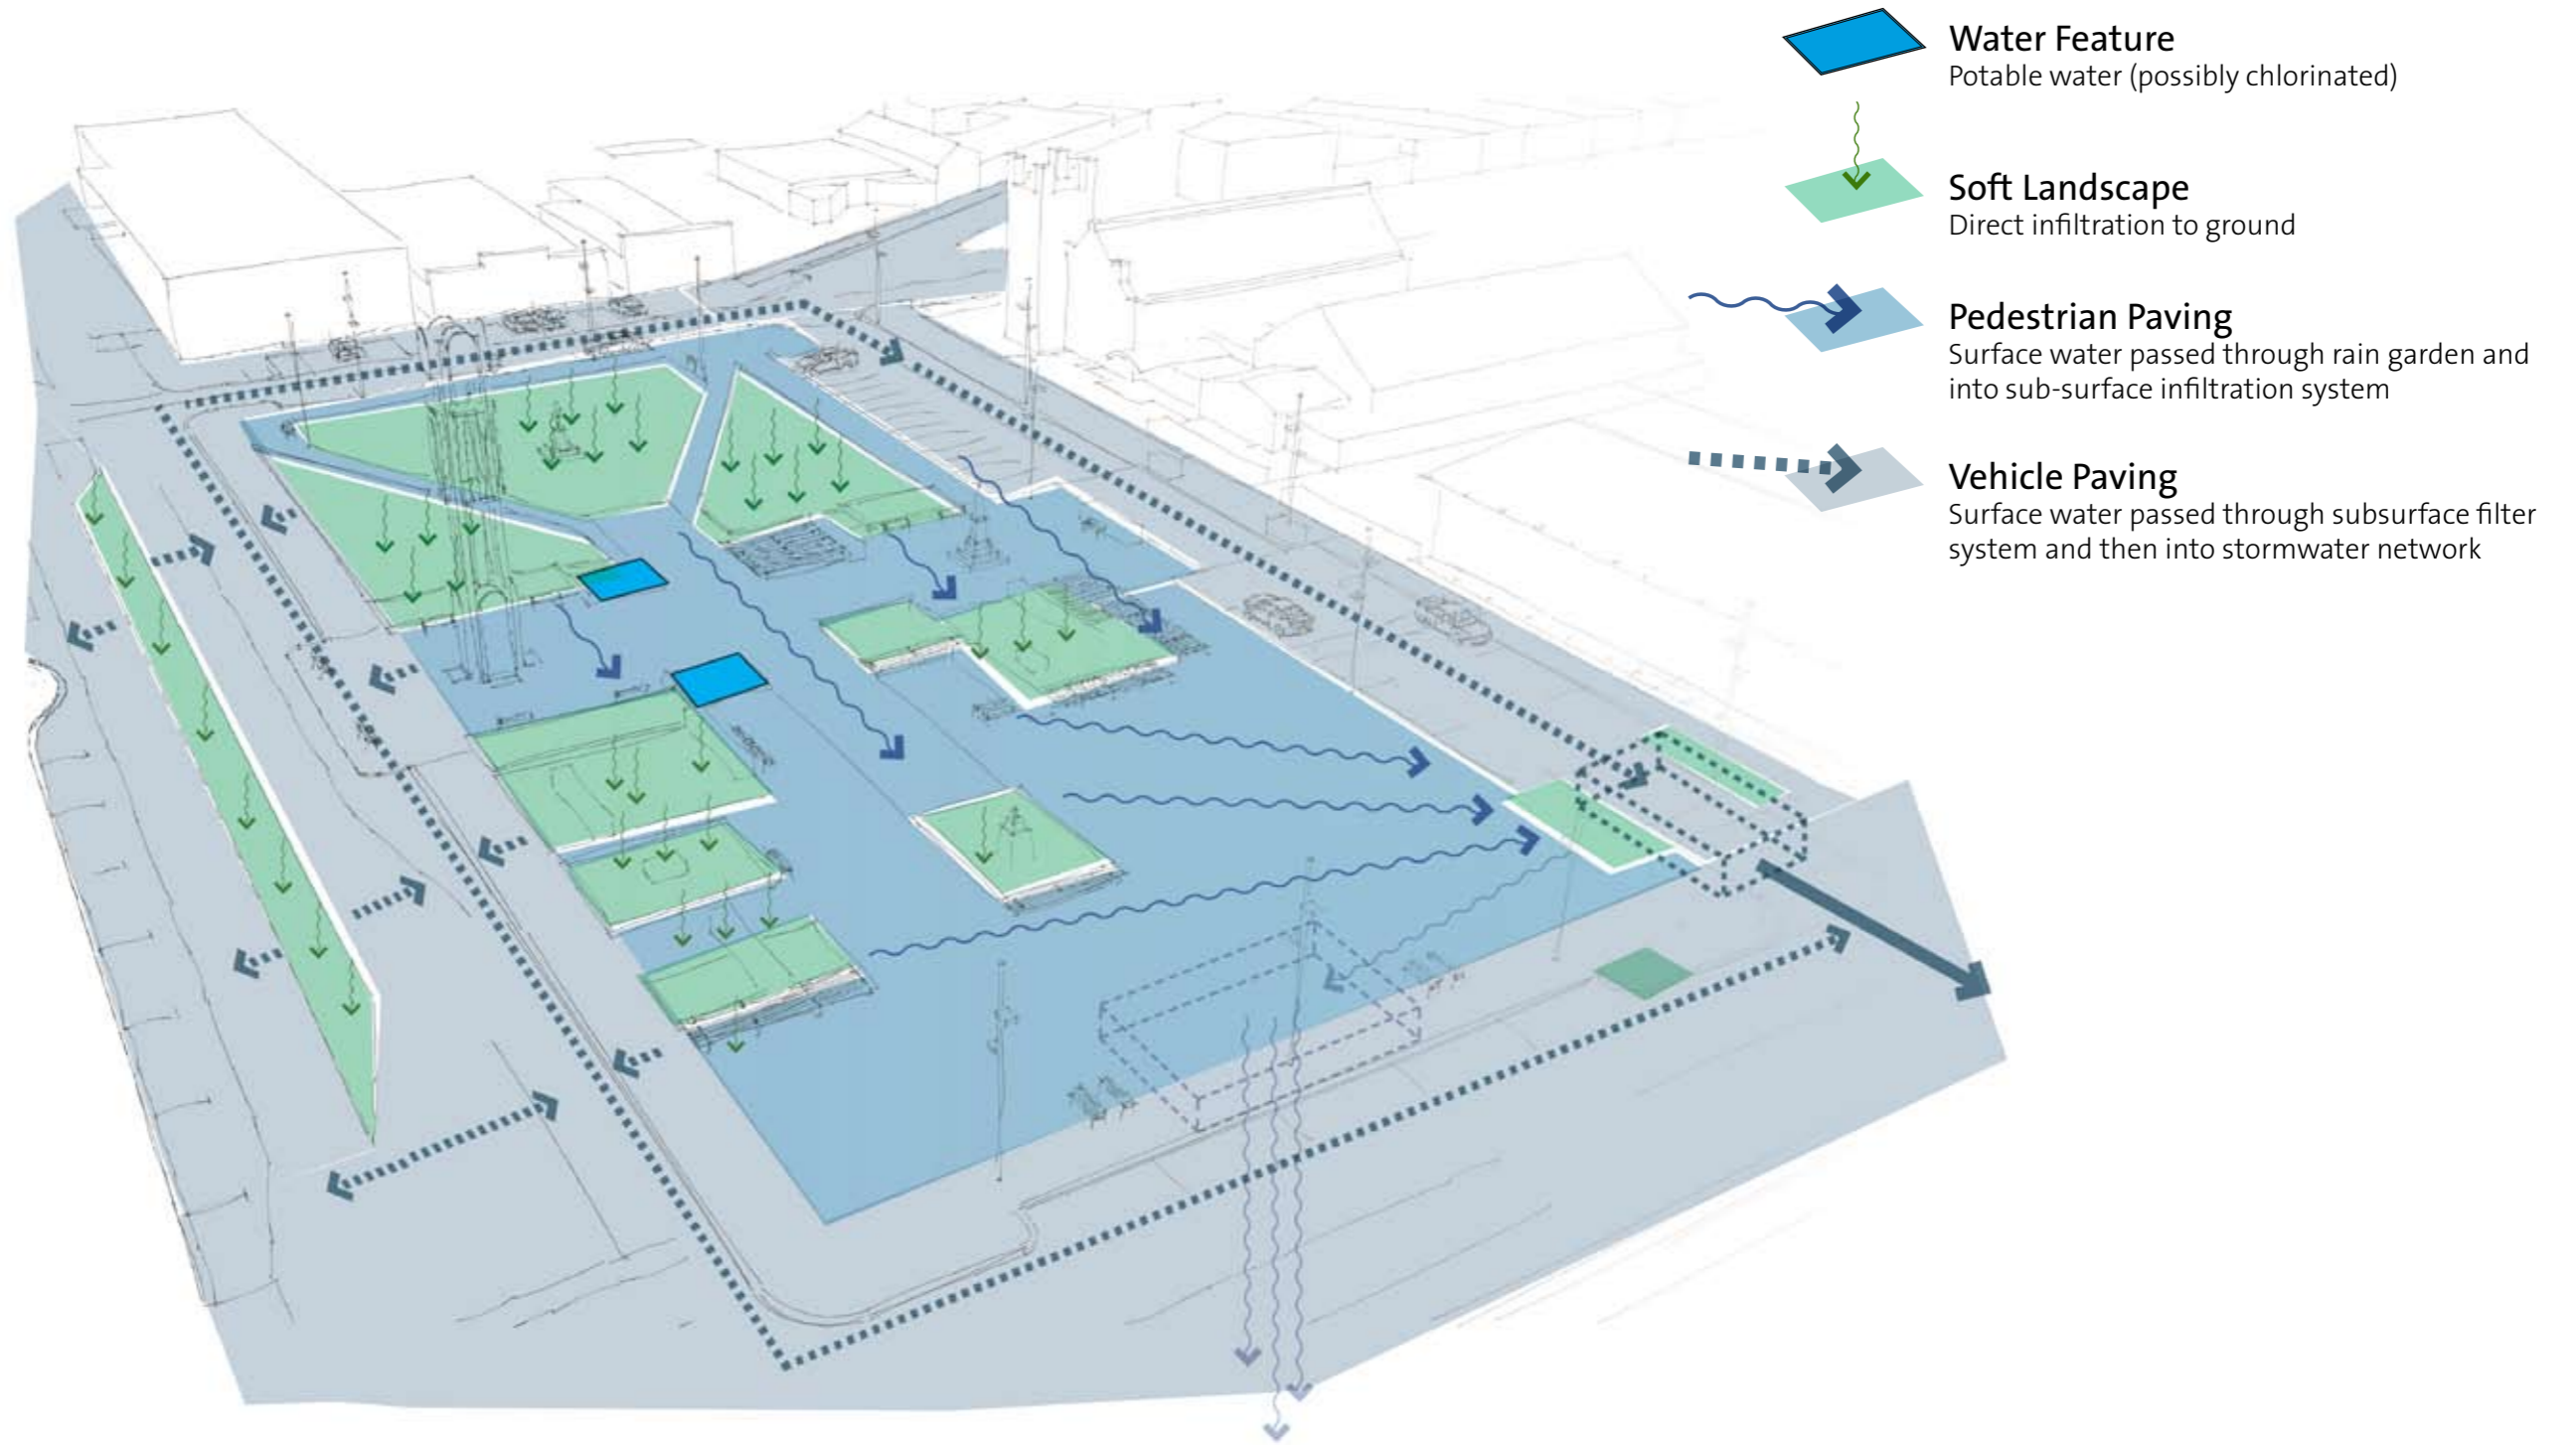 Water Feature
Potable water (possibly chlorinated)
Soft Landscape
Direct infiltration to ground
Pedestrian Paving
Surface water passed through rain garden and
into sub-surface infiltration system
Vehicle Paving
Surface water passed through subsurface filter
system and then into stormwater network